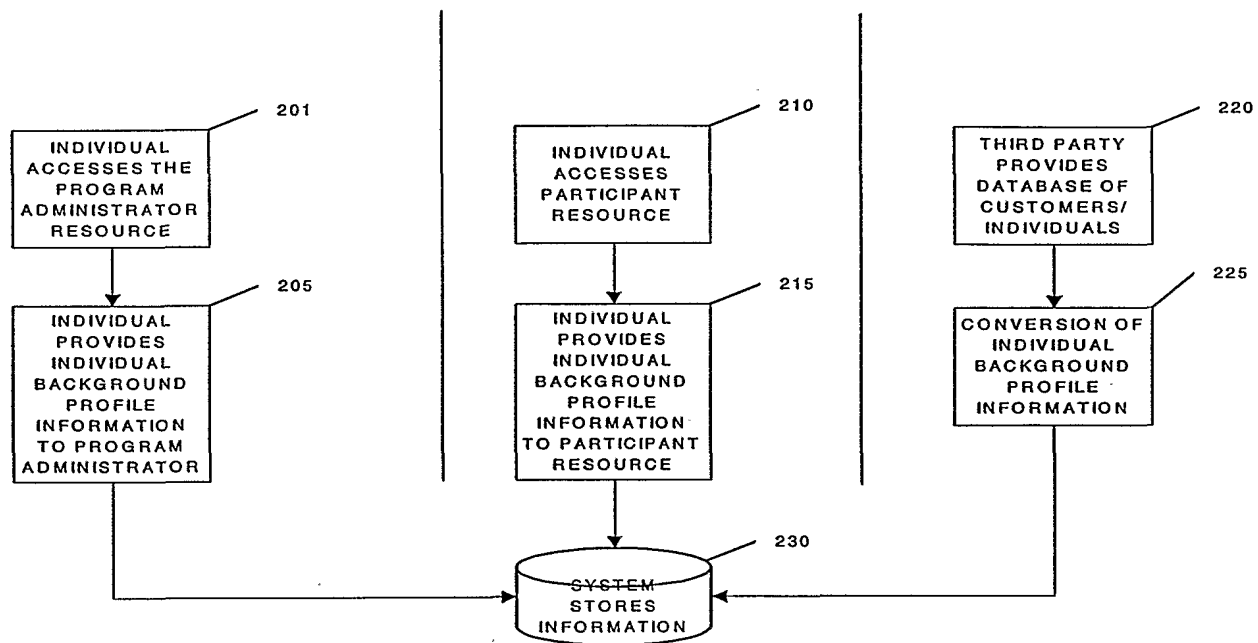 201
INDIVIDUAL
ACCESSES THE
PROGRAM
ADMINISTRATOR
RESOURCE
205
INDIVIDUAL
PROVIDES
INDIVIDUAL
BACKGROUND
PROFILE
INFORMATION
TO PROGRAM
ADMINISTRATOR
210
INDIVIDUAL
ACCESSES
PARTICIPANT
RESOURCE
215
INDIVIDUAL
PROVIDES
INDIVIDUAL
BACKGROUND
PROFILE
INFORMATION
TO PARTICIPANT
RESOURCE
220
THIRD PARTY
PROVIDES
DATABASE OF
CUSTOMERS/
INDIVIDUALS
225
CONVERSION OF
INDIVIDUAL
BACKGROUND
PROFILE
INFORMATION
230
SYSTEM
STORES
INFORMATION